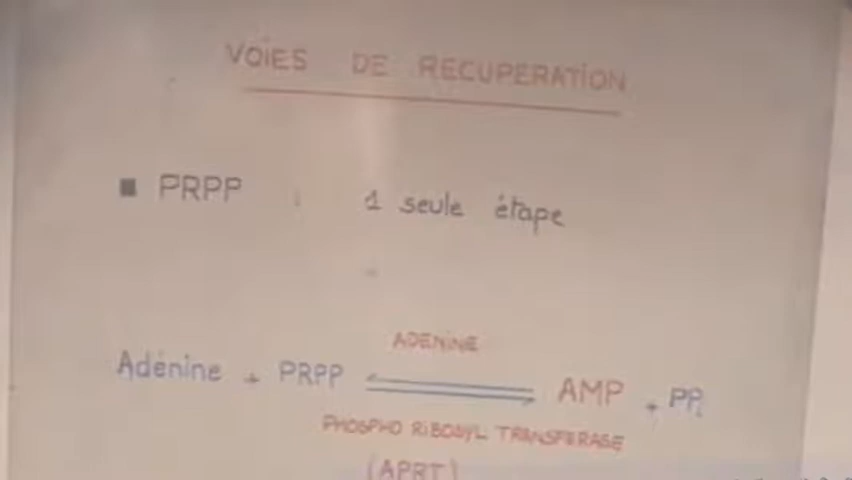 VOIES DE RECUPERATION
■ PRPP : 1 seule étape
ADENINE
Adénine + PRPP ⇌ AMP + PPi
PHOSPHO RIBOSYL TRANSFERASE
(APRT)